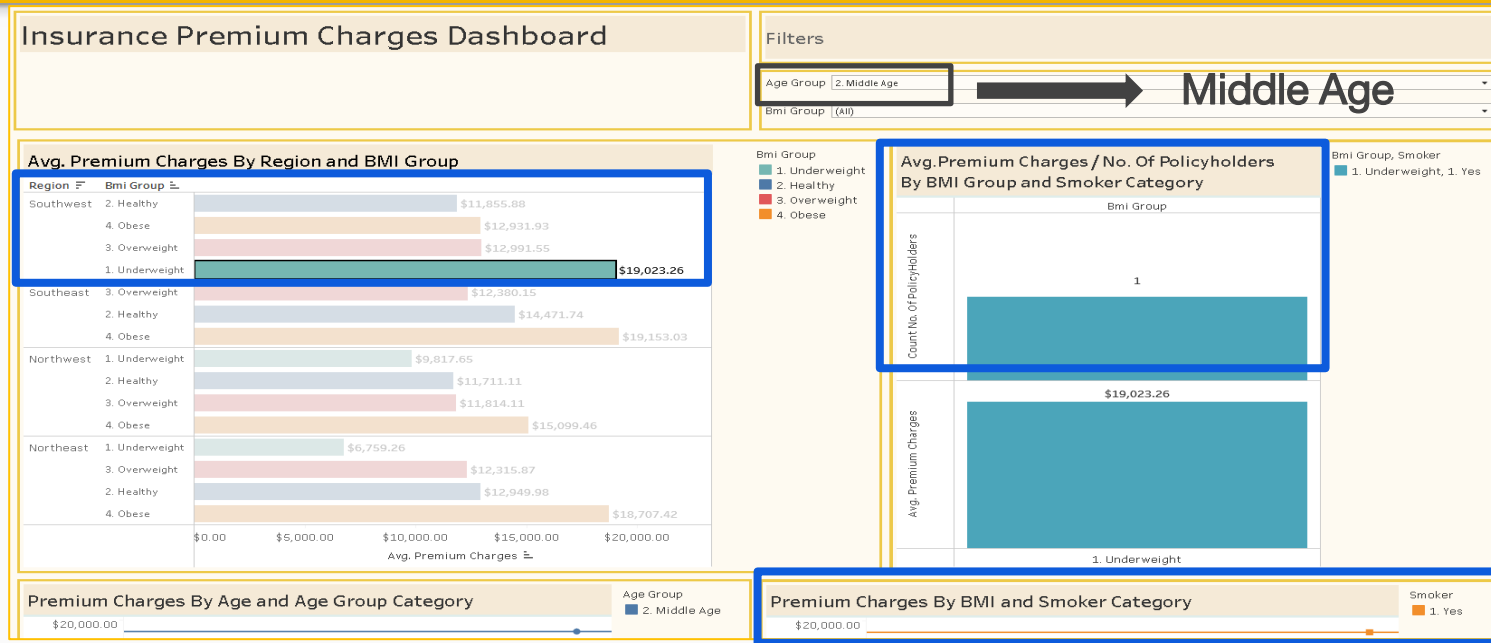 Insurance Premium Charges Dashboard
Filters
Age Group 2. Middle Age
Middle Age
Bmi Group (All)
Avg. Premium Charges By Region and BMI Group
Region Bmi Group
Southwest 2. Healthy $11,855.88
4. Obese $12,931.93
3. Overweight $12,991.55
1. Underweight $19,023.26
Southeast 3. Overweight $12,380.15
2. Healthy $14,471.74
4. Obese $19,153.03
Northwest 1. Underweight $9,817.65
2. Healthy $11,711.11
3. Overweight $11,814.11
4. Obese $15,099.46
Northeast 1. Underweight $6,759.26
3. Overweight $12,315.87
2. Healthy $12,949.98
4. Obese $18,707.42
$0.00 $5,000.00 $10,000.00 $15,000.00 $20,000.00
Avg. Premium Charges
Bmi Group
1. Underweight
2. Healthy
3. Overweight
4. Obese
Avg.Premium Charges / No. Of Policyholders
By BMI Group and Smoker Category
Bmi Group
Count No. Of PolicyHolders
1
$19,023.26
Avg. Premium Charges
1. Underweight
Bmi Group, Smoker
1. Underweight, 1. Yes
Premium Charges By Age and Age Group Category
$20,000.00
Age Group
2. Middle Age
Premium Charges By BMI and Smoker Category
$20,000.00
Smoker
1. Yes